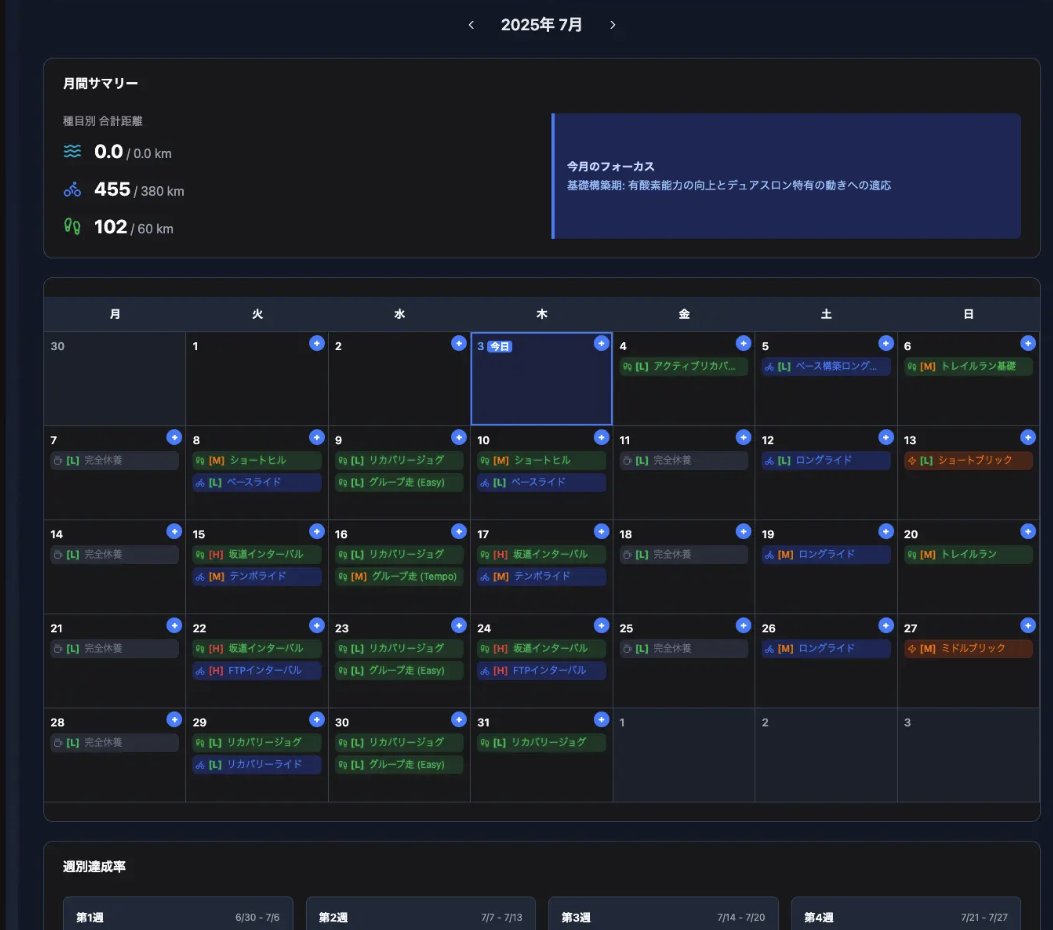 2025年 7月
月間サマリー
種目別 合計距離
0.0 / 0.0 km
455 / 380 km
102 / 60 km
今月のフォーカス
基礎構築期: 有酸素能力の向上とデュアスロン特有の動きへの適応
月 火 水 木 金 土 日
30 1 2 3 今日 4 5 6
[L] アクティブリカバ... [L] ベース構築ロング... [M] トレイルラン基礎
7 8 9 10 11 12 13
[L] 完全休養 [M] ショートヒル [L] リカバリージョグ [M] ショートヒル [L] 完全休養 [L] ロングライド [L] ショートブリック
[L] ベースライド [L] グループ走 (Easy) [L] ベースライド
14 15 16 17 18 19 20
[L] 完全休養 [H] 坂道インターバル [L] リカバリージョグ [H] 坂道インターバル [L] 完全休養 [M] ロングライド [M] トレイルラン
[M] テンポライド [M] グループ走 (Tempo) [M] テンポライド
21 22 23 24 25 26 27
[L] 完全休養 [H] 坂道インターバル [L] リカバリージョグ [H] 坂道インターバル [L] 完全休養 [M] ロングライド [M] ミドルブリック
[H] FTPインターバル [L] グループ走 (Easy) [H] FTPインターバル
28 29 30 31 1 2 3
[L] 完全休養 [L] リカバリージョグ [L] リカバリージョグ [L] リカバリージョグ
[L] リカバリーライド [L] グループ走 (Easy)
週別達成率
第1週 6/30 - 7/6 第2週 7/7 - 7/13 第3週 7/14 - 7/20 第4週 7/21 - 7/27